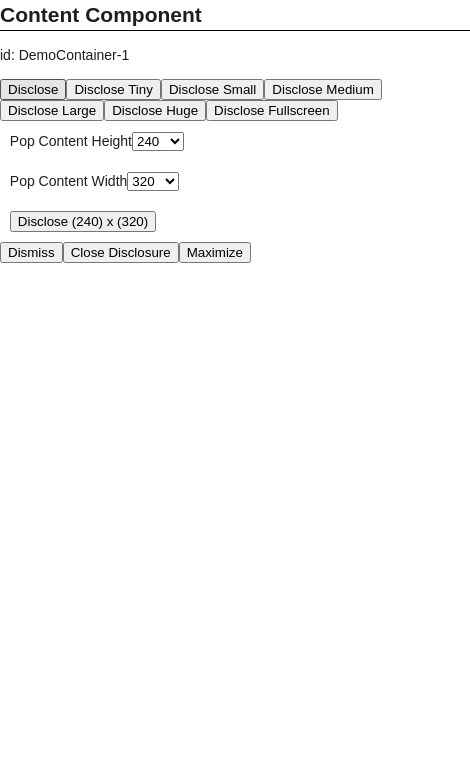 Content Component
id: DemoContainer-1
Disclose Disclose Tiny Disclose Small Disclose Medium
Disclose Large Disclose Huge Disclose Fullscreen
Pop Content Height 240
Pop Content Width 320
Disclose (240) x (320)
Dismiss Close Disclosure Maximize